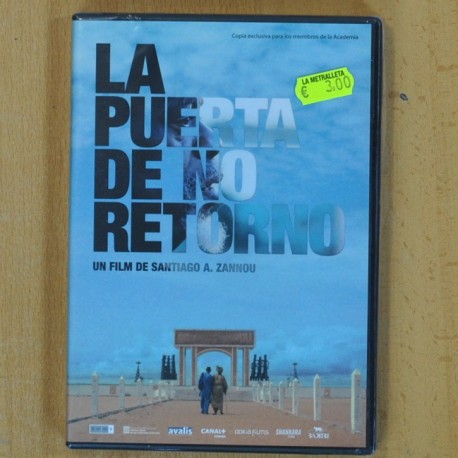 Copia exclusiva para los miembros de la Academia
LA METRALLETA
€ 3.00
LA
PUERTA
DE NO
RETORNO
UN FILM DE SANTIAGO A. ZANNOU
avalis
CANAL+